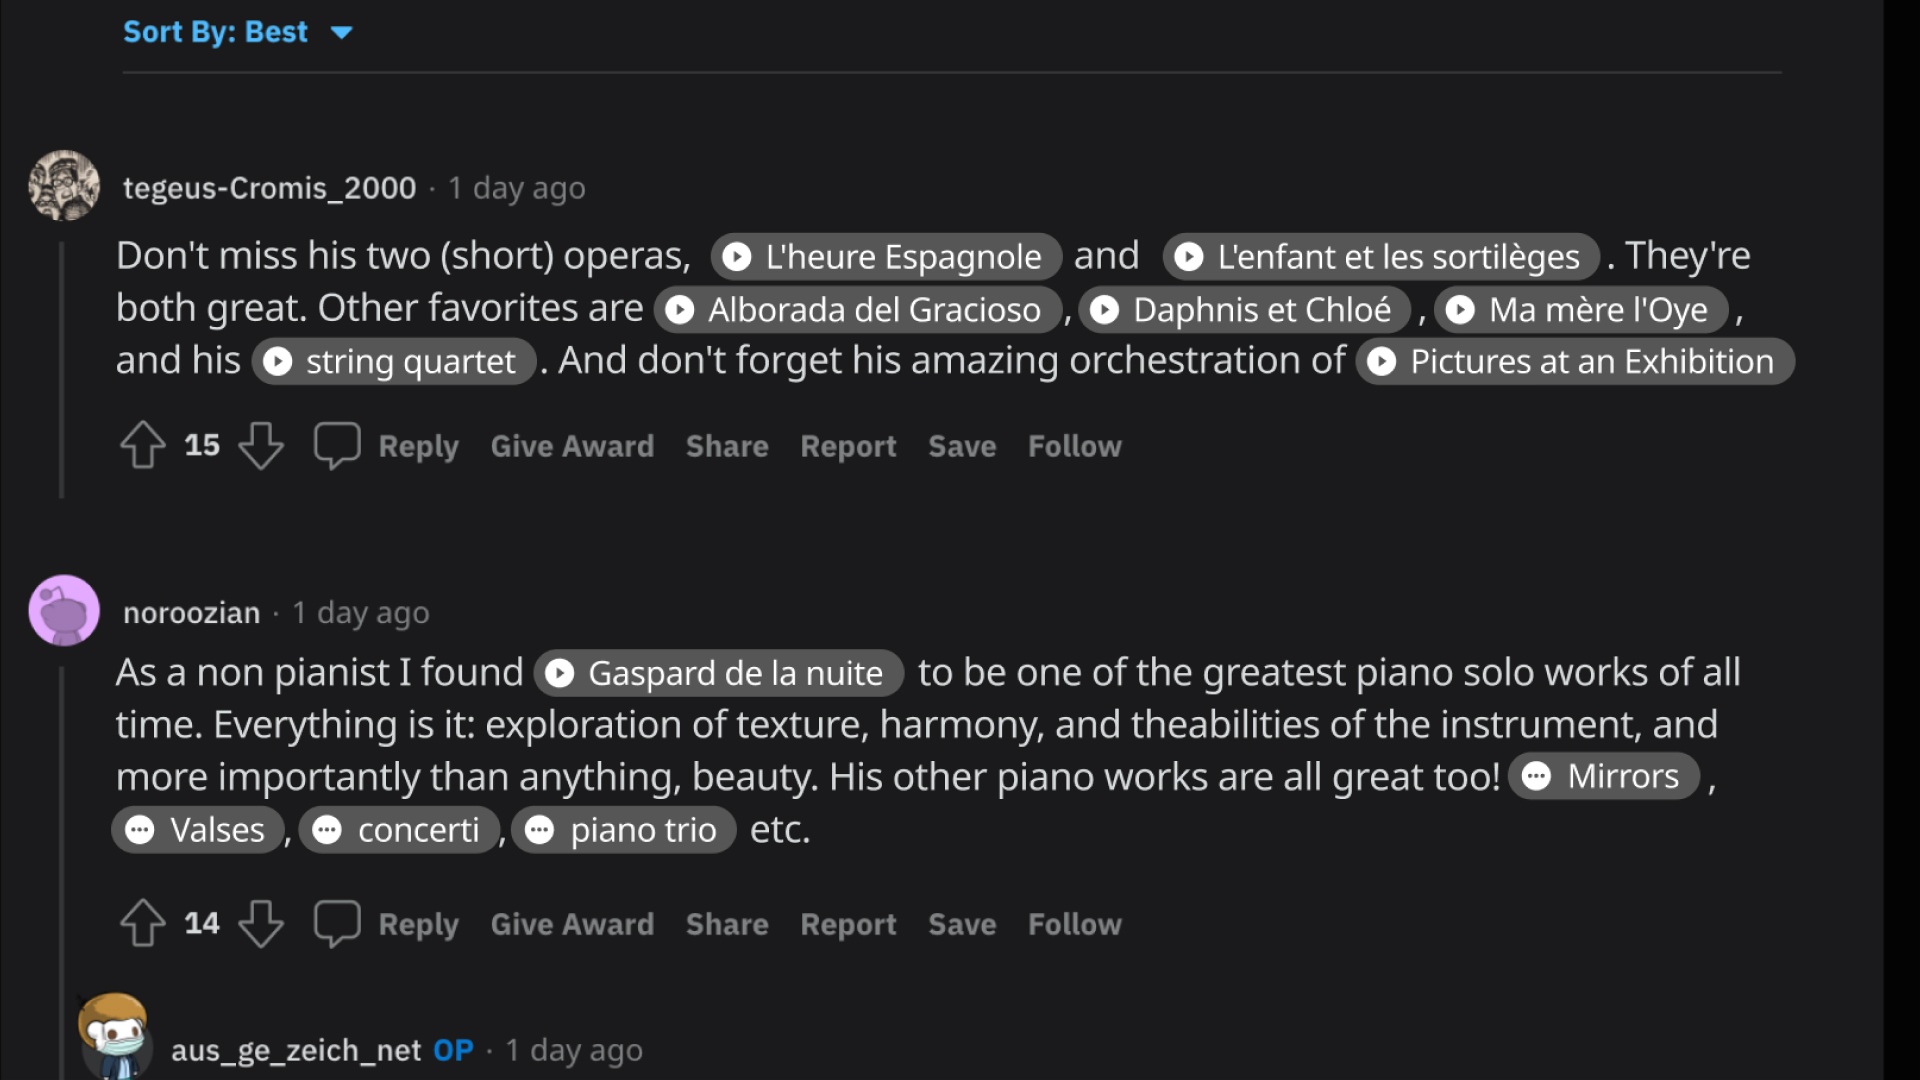 Sort By: Best
tegeus-Cromis_2000 · 1 day ago
Don't miss his two (short) operas, L'heure Espagnole and L'enfant et les sortilèges . They're
both great. Other favorites are Alborada del Gracioso , Daphnis et Chloé , Ma mère l'Oye ,
and his string quartet . And don't forget his amazing orchestration of Pictures at an Exhibition
15 Reply Give Award Share Report Save Follow
noroozian · 1 day ago
As a non pianist I found Gaspard de la nuite to be one of the greatest piano solo works of all
time. Everything is it: exploration of texture, harmony, and theabilities of the instrument, and
more importantly than anything, beauty. His other piano works are all great too! Mirrors ,
Valses , concerti , piano trio etc.
14 Reply Give Award Share Report Save Follow
aus_ge_zeich_net OP · 1 day ago